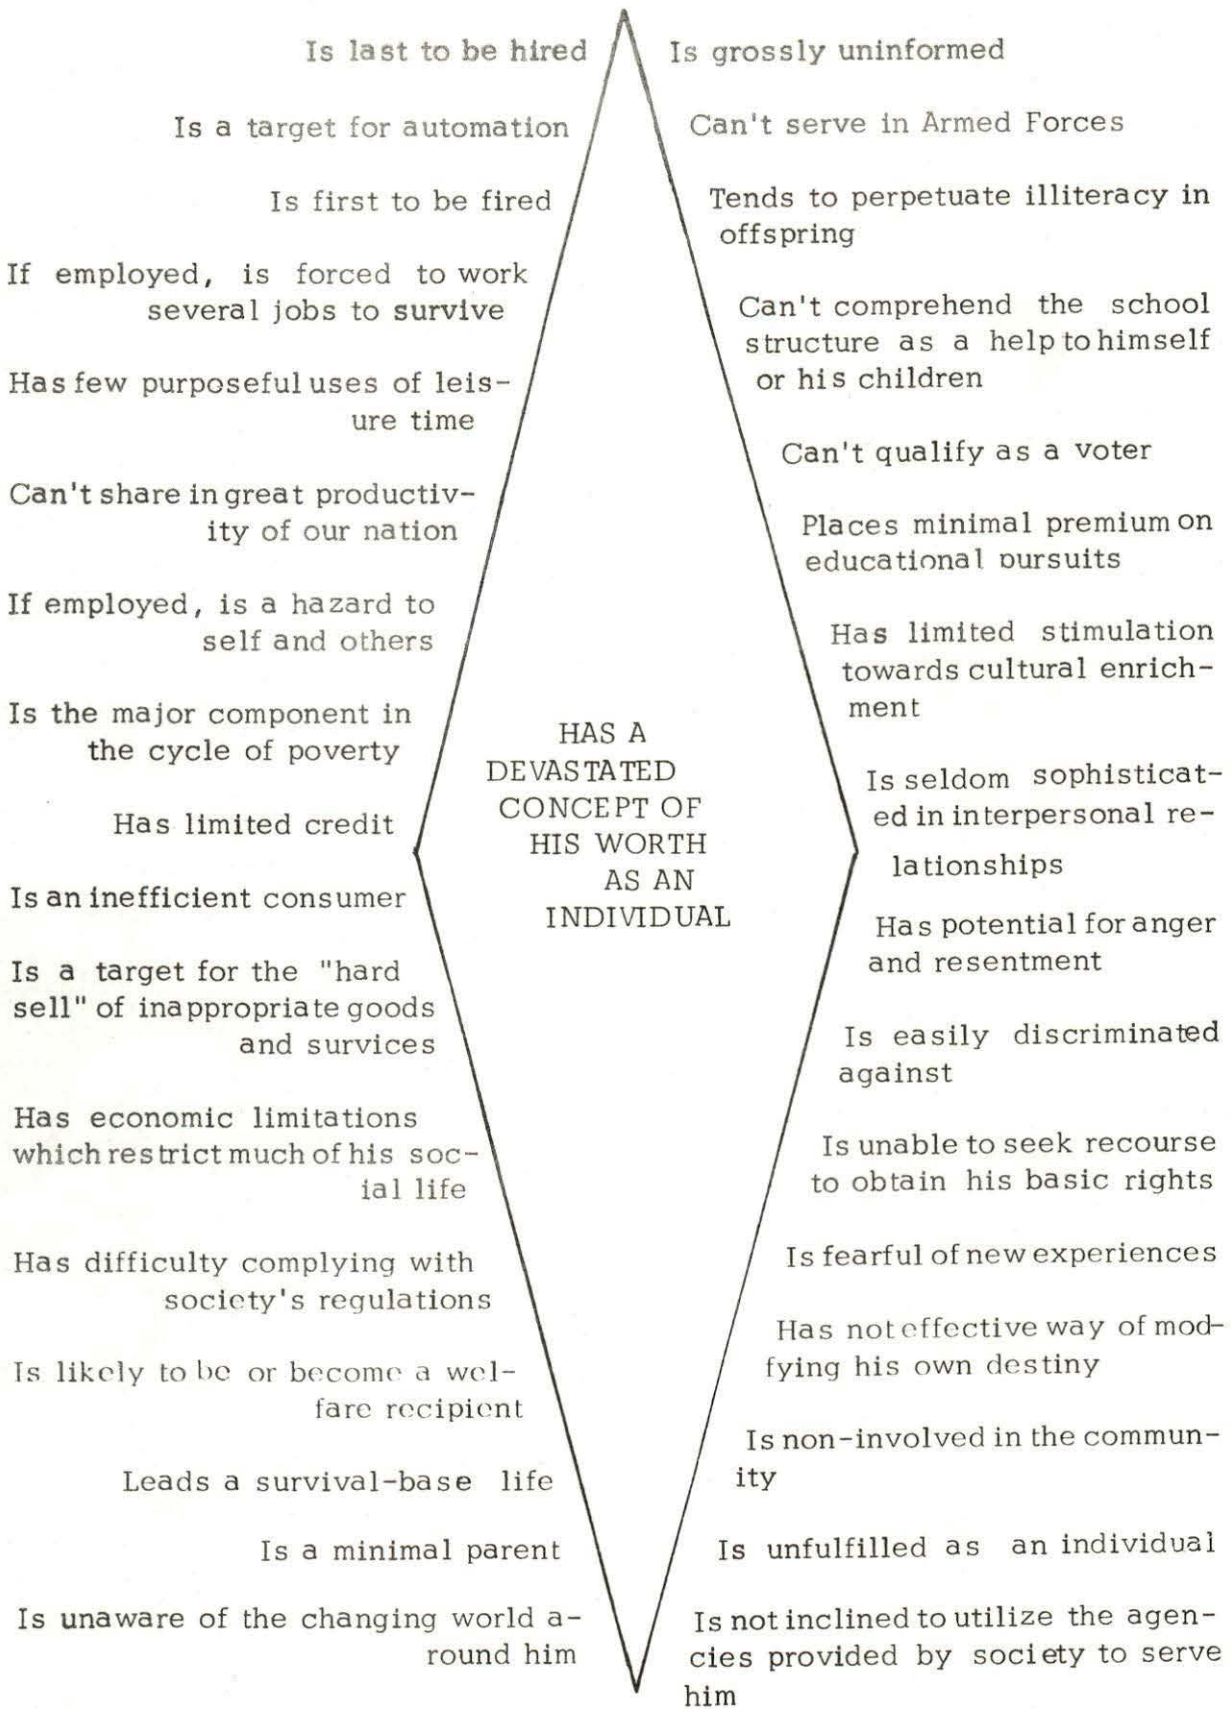 Is last to be hired
Is a target for automation
Is first to be fired
If employed, is forced to work
several jobs to survive
Has few purposeful uses of leis-
ure time
Can't share in great productiv-
ity of our nation
If employed, is a hazard to
self and others
Is the major component in
the cycle of poverty
Has limited credit
Is an inefficient consumer
Is a target for the "hard
sell" of inappropriate goods
and survices
Has economic limitations
which restrict much of his soc-
ial life
Has difficulty complying with
society's regulations
Is likely to be or become a wel-
fare recipient
Leads a survival-base life
Is a minimal parent
Is unaware of the changing world a-
round him
HAS A
DEVASTATED
CONCEPT OF
HIS WORTH
AS AN
INDIVIDUAL
Is grossly uninformed
Can't serve in Armed Forces
Tends to perpetuate illiteracy in
offspring
Can't comprehend the school
structure as a help to himself
or his children
Can't qualify as a voter
Places minimal premium on
educational pursuits
Has limited stimulation
towards cultural enrich-
ment
Is seldom sophisticat-
ed in interpersonal re-
lationships
Has potential for anger
and resentment
Is easily discriminated
against
Is unable to seek recourse
to obtain his basic rights
Is fearful of new experiences
Has not effective way of mod-
fying his own destiny
Is non-involved in the commun-
ity
Is unfulfilled as an individual
Is not inclined to utilize the agen-
cies provided by society to serve
him